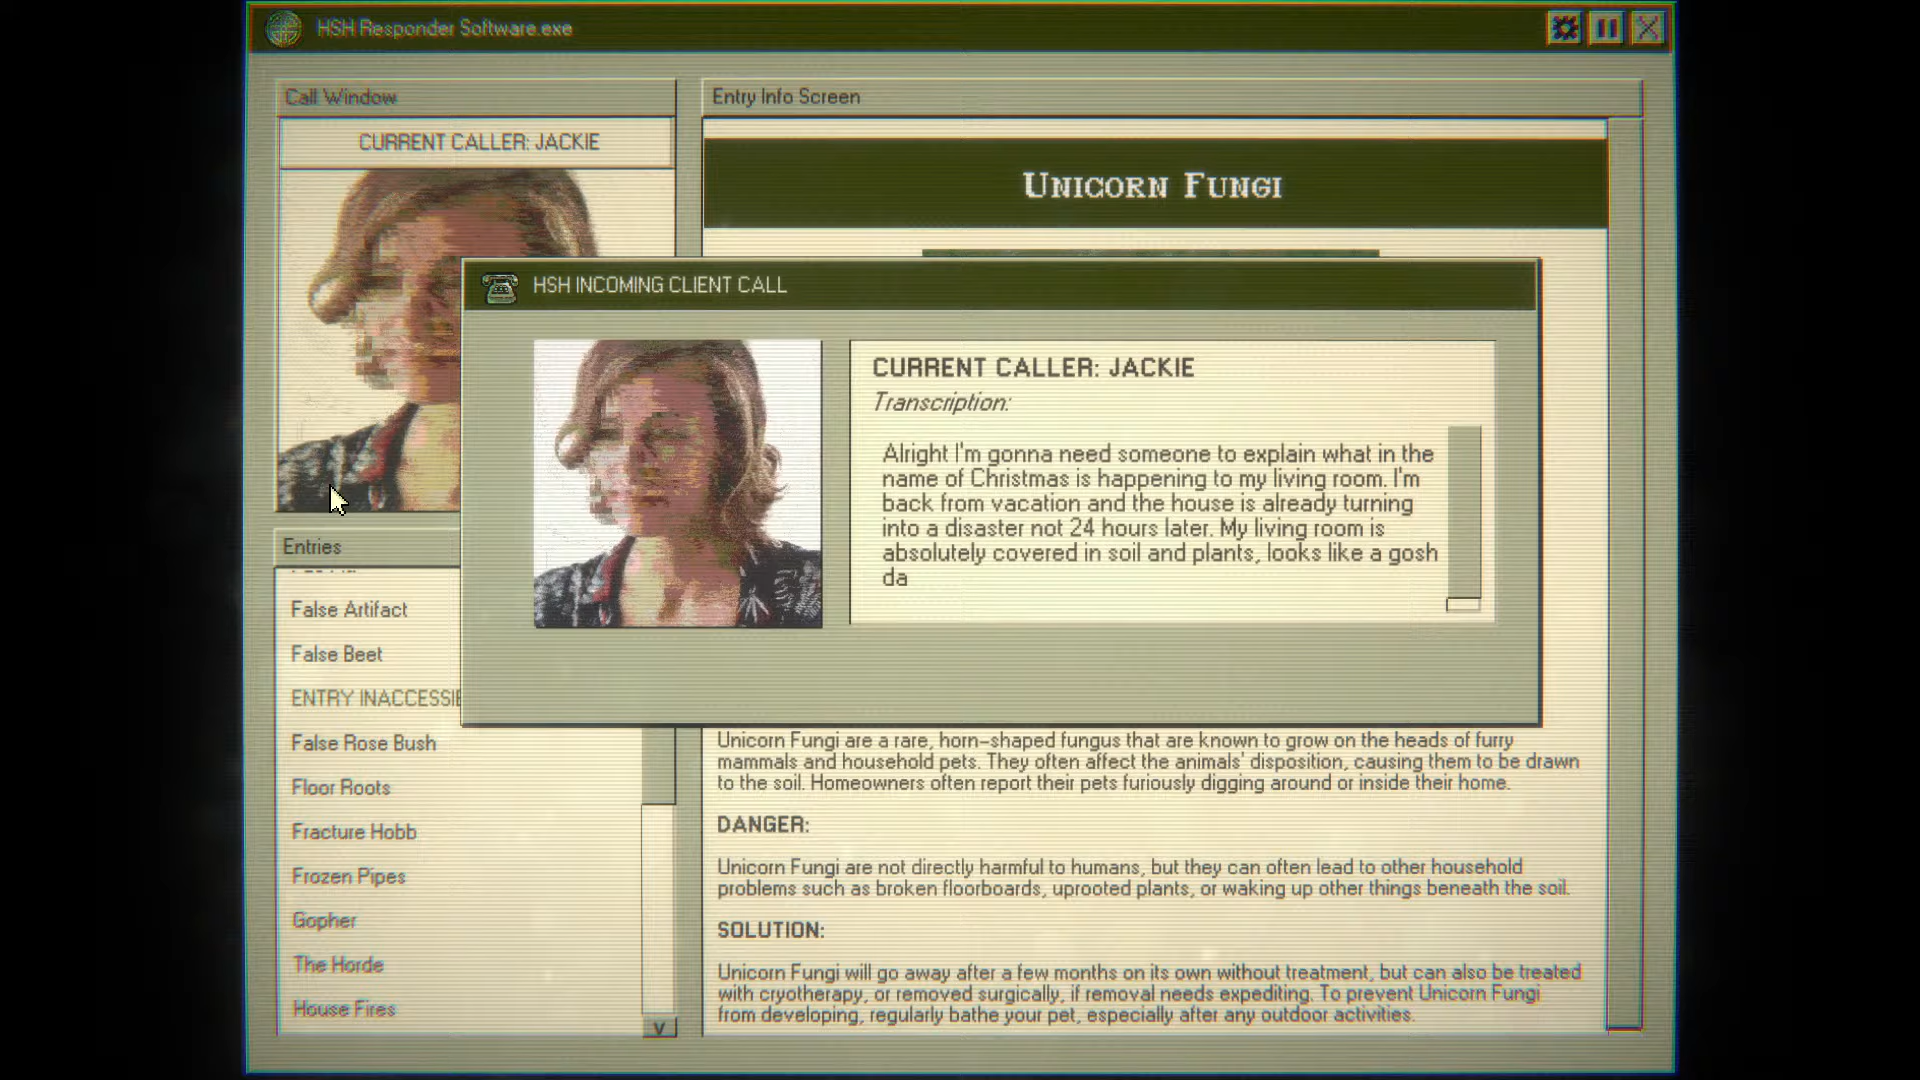 HSH Responder Software.exe
Call Window
CURRENT CALLER: JACKIE
Entry Info Screen
UNICORN FUNGI
HSH INCOMING CLIENT CALL
CURRENT CALLER: JACKIE
Transcription:
Alright I'm gonna need someone to explain what in the
name of Christmas is happening to my living room. I'm
back from vacation and the house is already turning
into a disaster not 24 hours later. My living room is
absolutely covered in soil and plants, looks like a gosh
da
Entries
False Artifact
False Beet
ENTRY INACCESSIB
False Rose Bush
Floor Roots
Fracture Hobb
Frozen Pipes
Gopher
The Horde
House Fires
v
Unicorn Fungi are a rare, horn-shaped fungus that are known to grow on the heads of furry
mammals and household pets. They often affect the animals' disposition, causing them to be drawn
to the soil. Homeowners often report their pets furiously digging around or inside their home.
DANGER:
Unicorn Fungi are not directly harmful to humans, but they can often lead to other household
problems such as broken floorboards, uprooted plants, or waking up other things beneath the soil.
SOLUTION:
Unicorn Fungi will go away after a few months on its own without treatment, but can also be treated
with cryotherapy, or removed surgically, if removal needs expediting. To prevent Unicorn Fungi
from developing, regularly bathe your pet, especially after any outdoor activities.